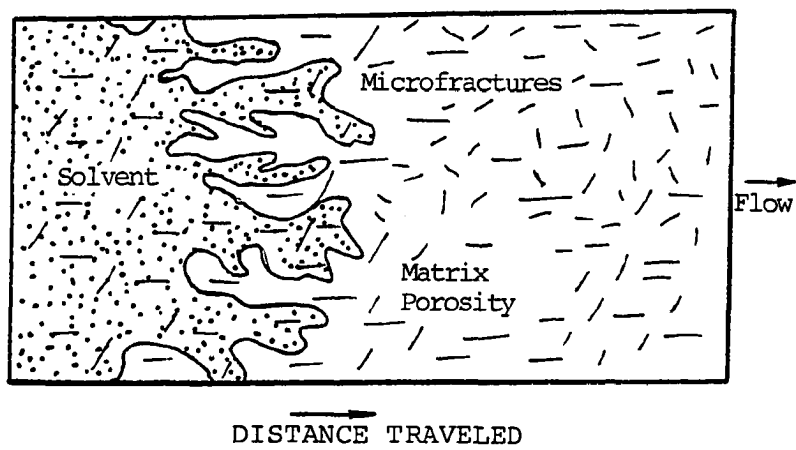 Microfractures
Solvent
Flow
Matrix
Porosity
DISTANCE TRAVELED